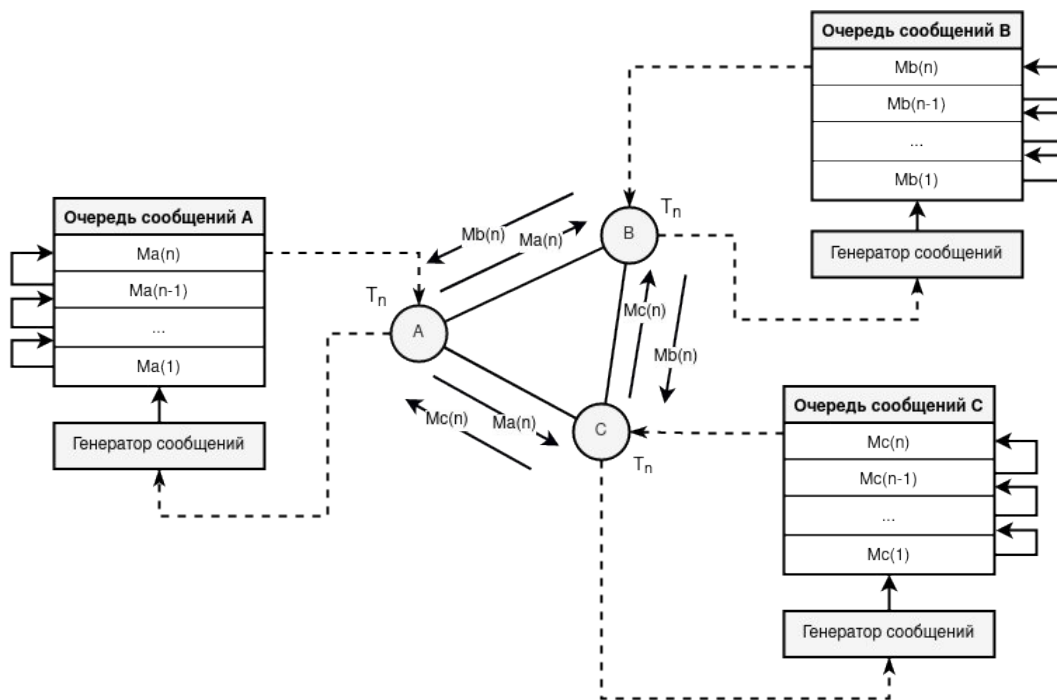 Очередь сообщений B
Mb(n)
Mb(n-1)
...
Mb(1)
Генератор сообщений
Очередь сообщений A
Ma(n)
Ma(n-1)
...
Ma(1)
Генератор сообщений
Tn
B
Mb(n)
Ma(n)
Tn
A
Mc(n)
Mb(n)
Mc(n)
Ma(n)
C
Tn
Очередь сообщений C
Mc(n)
Mc(n-1)
...
Mc(1)
Генератор сообщений